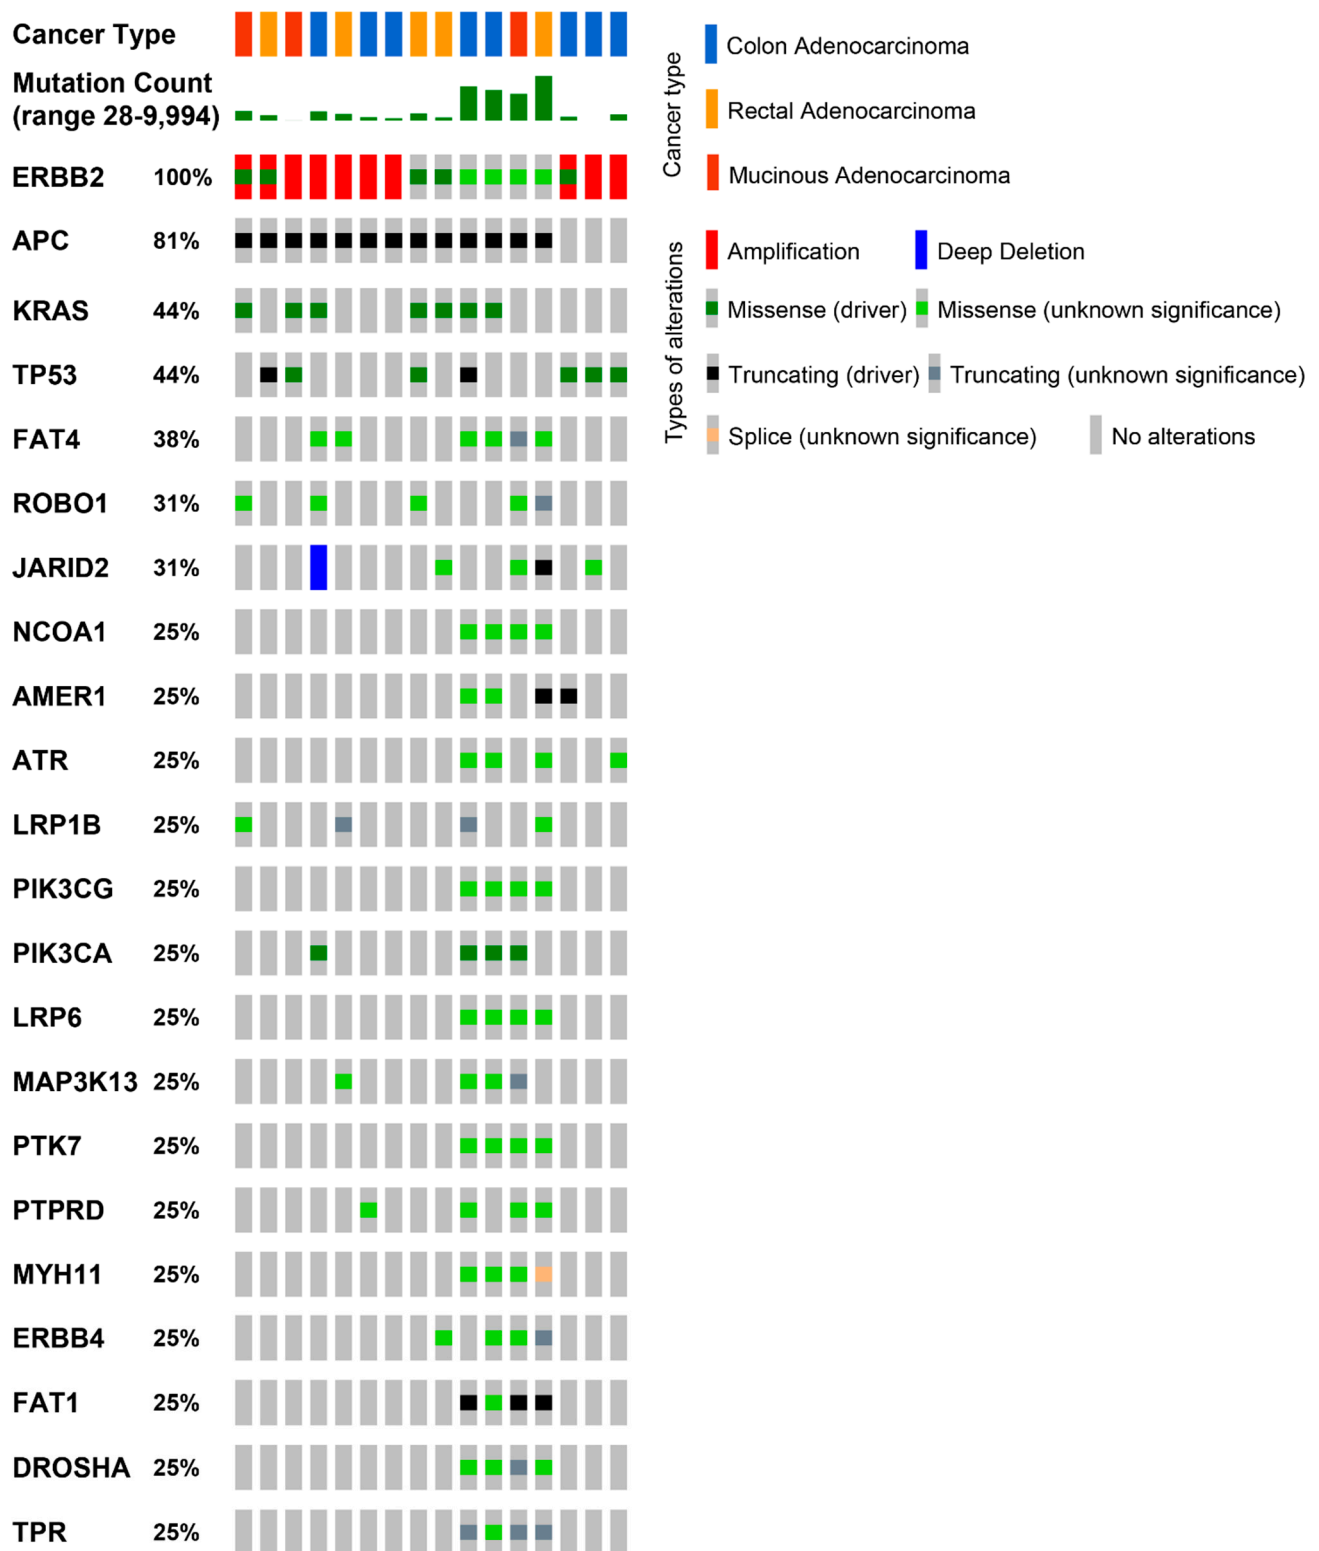 Cancer Type
Mutation Count
(range 28-9,994)
ERBB2 100%
APC 81%
KRAS 44%
TP53 44%
FAT4 38%
ROBO1 31%
JARID2 31%
NCOA1 25%
AMER1 25%
ATR 25%
LRP1B 25%
PIK3CG 25%
PIK3CA 25%
LRP6 25%
MAP3K13 25%
PTK7 25%
PTPRD 25%
MYH11 25%
ERBB4 25%
FAT1 25%
DROSHA 25%
TPR 25%
Cancer type
Colon Adenocarcinoma
Rectal Adenocarcinoma
Mucinous Adenocarcinoma
Types of alterations
Amplification Deep Deletion
Missense (driver) Missense (unknown significance)
Truncating (driver) Truncating (unknown significance)
Splice (unknown significance) No alterations